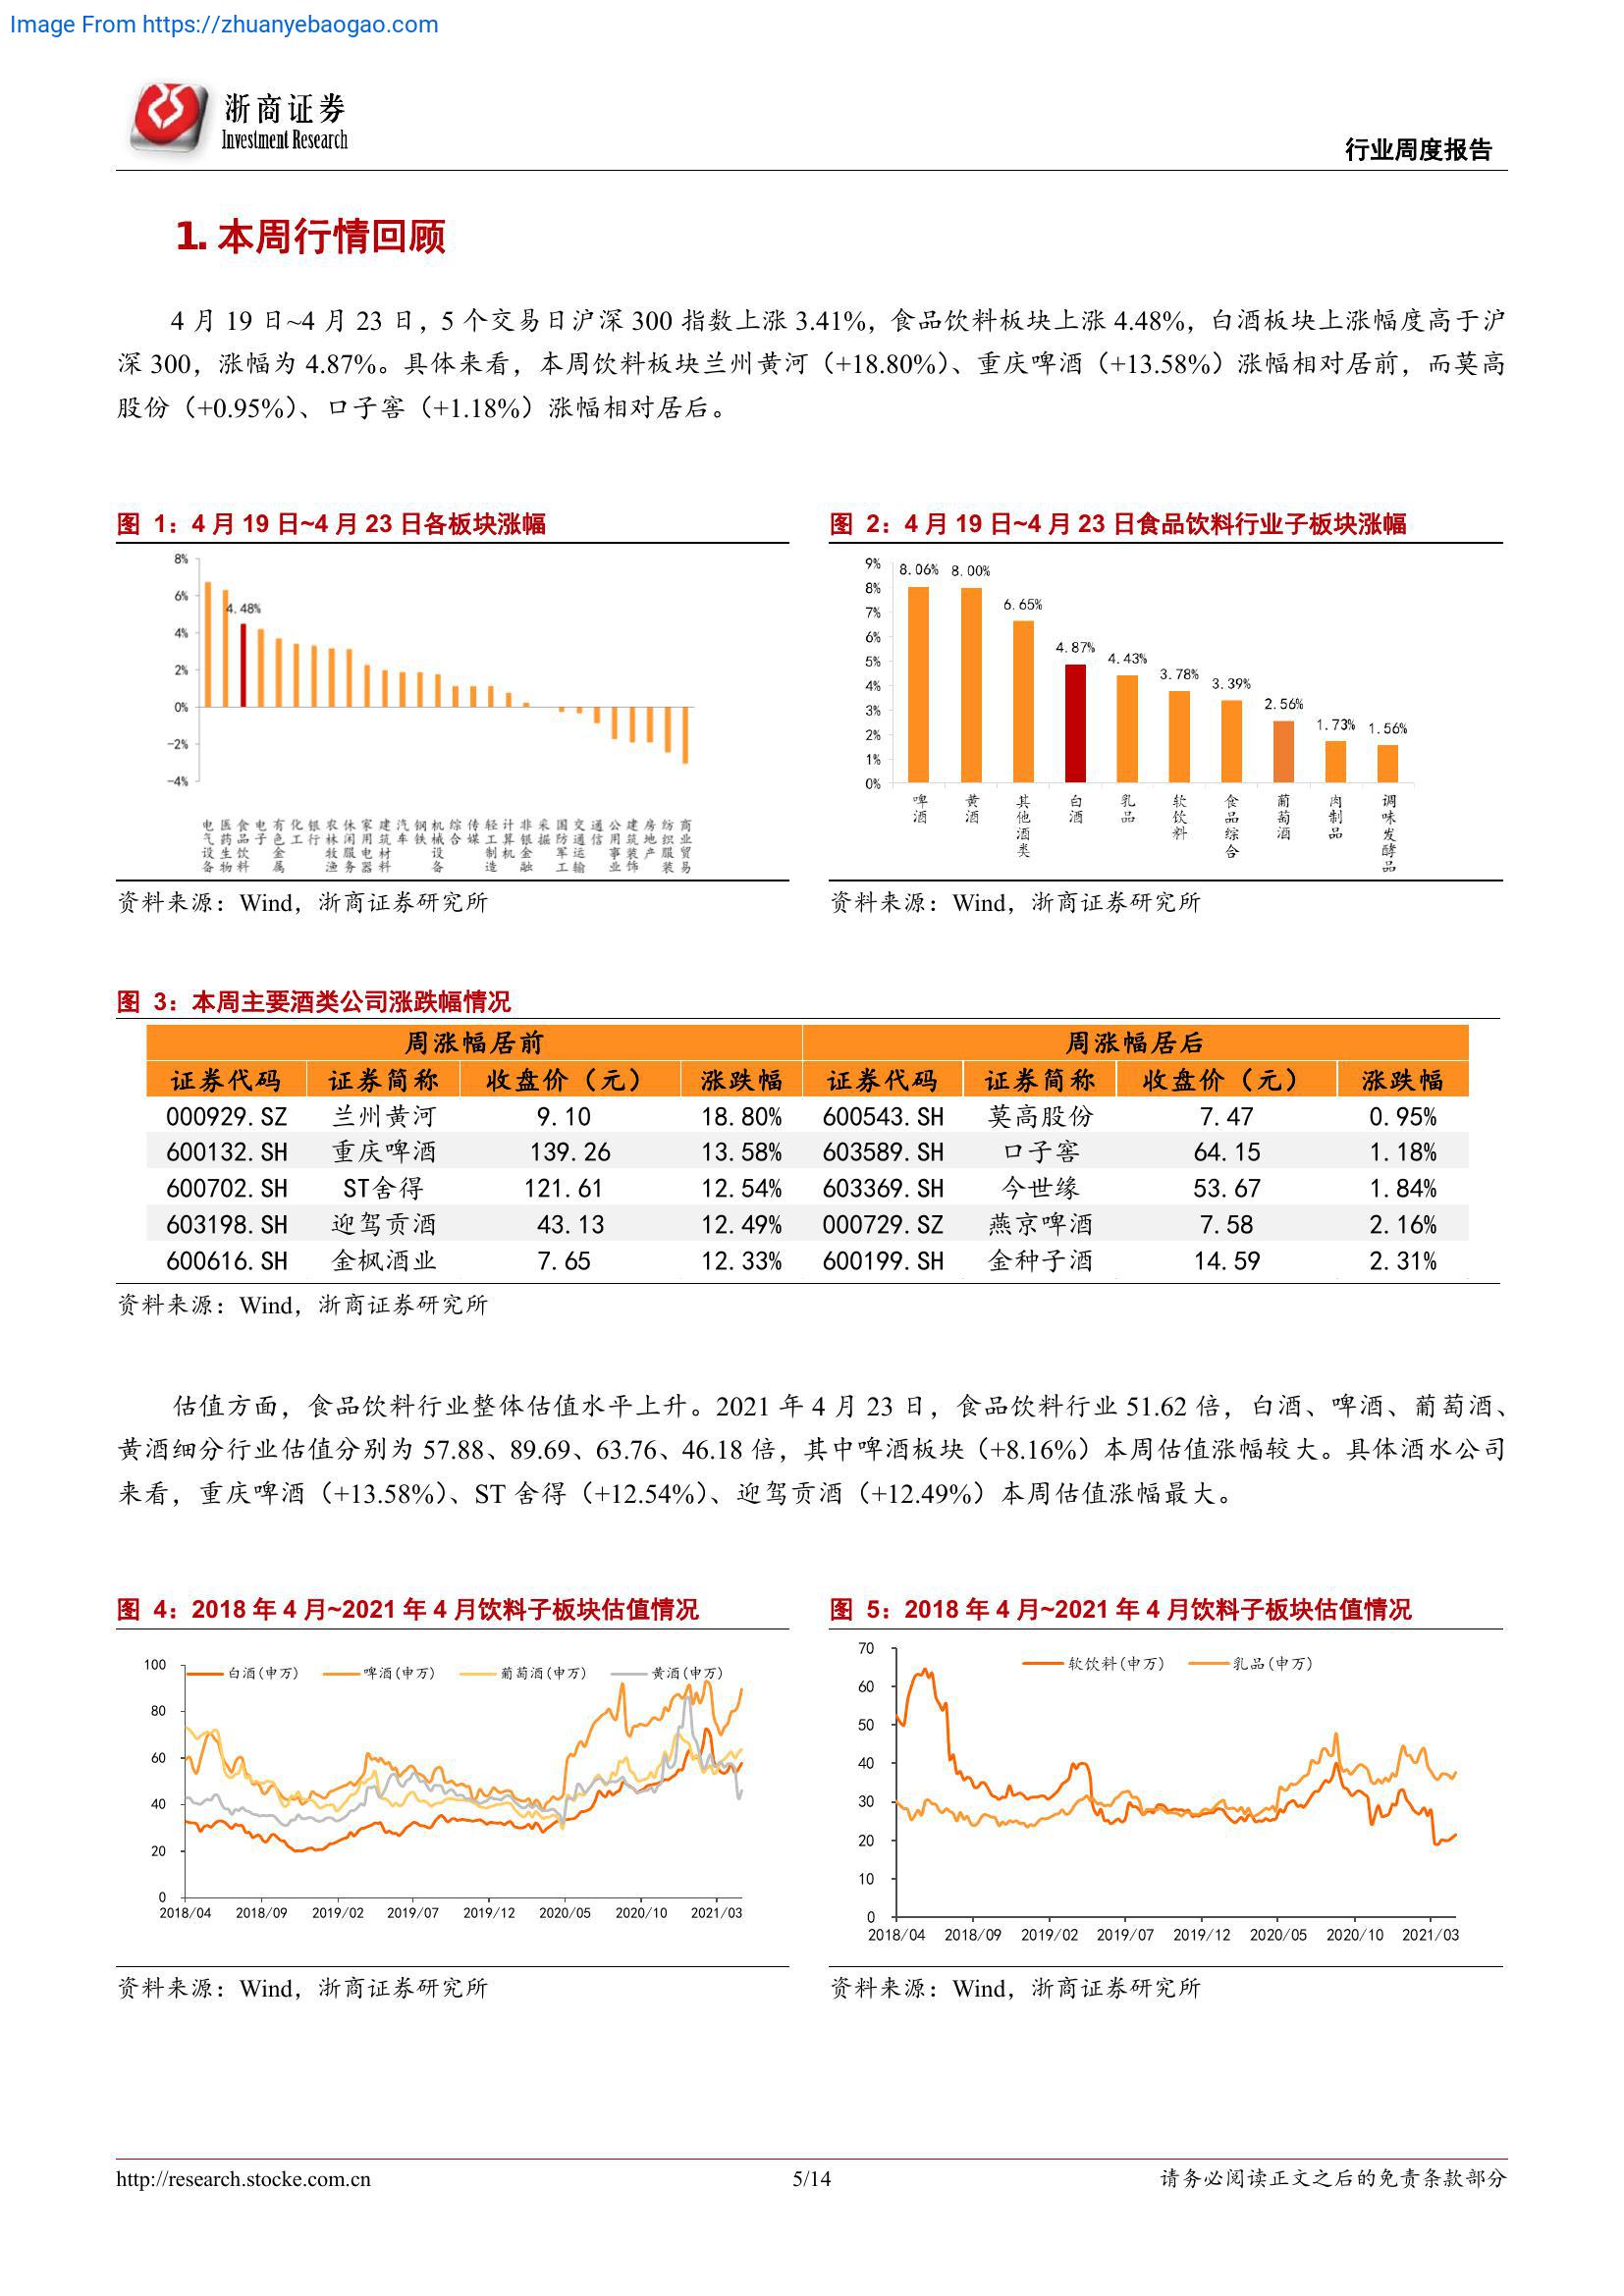 Image From https://zhuanyebaogao.com
浙商证券
Investment Research
行业周度报告
1. 本周行情回顾
4 月 19 日~4 月 23 日，5 个交易日沪深 300 指数上涨 3.41%，食品饮料板块上涨 4.48%，白酒板块上涨幅度高于沪
深 300，涨幅为 4.87%。具体来看，本周饮料板块兰州黄河（+18.80%）、重庆啤酒（+13.58%）涨幅相对居前，而莫高
股份（+0.95%）、口子窖（+1.18%）涨幅相对居后。
图 1：4 月 19 日~4 月 23 日各板块涨幅
8%
6%
4%
2%
0%
-2%
-4%
4.48%
电气设备 医药生物 食品饮料 电子 有色金属 化工 银行 农林牧渔 休闲服务 家用电器 建筑材料 汽车 钢铁 机械设备 综合 传媒 轻工制造 计算机 非银金融 采掘 国防军工 交通运输 通信 公用事业 建筑装饰 房地产 纺织服装 商业贸易
资料来源：Wind，浙商证券研究所
图 2：4 月 19 日~4 月 23 日食品饮料行业子板块涨幅
9%
8%
7%
6%
5%
4%
3%
2%
1%
0%
8.06% 8.00% 6.65% 4.87% 4.43% 3.78% 3.39% 2.56% 1.73% 1.56%
啤酒 黄酒 其他酒类 白酒 乳品 软饮料 食品综合 葡萄酒 肉制品 调味发酵品
资料来源：Wind，浙商证券研究所
图 3：本周主要酒类公司涨跌幅情况
周涨幅居前 周涨幅居后
证券代码 证券简称 收盘价（元） 涨跌幅 证券代码 证券简称 收盘价（元） 涨跌幅
000929.SZ 兰州黄河 9.10 18.80% 600543.SH 莫高股份 7.47 0.95%
600132.SH 重庆啤酒 139.26 13.58% 603589.SH 口子窖 64.15 1.18%
600702.SH ST舍得 121.61 12.54% 603369.SH 今世缘 53.67 1.84%
603198.SH 迎驾贡酒 43.13 12.49% 000729.SZ 燕京啤酒 7.58 2.16%
600616.SH 金枫酒业 7.65 12.33% 600199.SH 金种子酒 14.59 2.31%
资料来源：Wind，浙商证券研究所
估值方面，食品饮料行业整体估值水平上升。2021 年 4 月 23 日，食品饮料行业 51.62 倍，白酒、啤酒、葡萄酒、
黄酒细分行业估值分别为 57.88、89.69、63.76、46.18 倍，其中啤酒板块（+8.16%）本周估值涨幅较大。具体酒水公司
来看，重庆啤酒（+13.58%）、ST 舍得（+12.54%）、迎驾贡酒（+12.49%）本周估值涨幅最大。
图 4：2018 年 4 月~2021 年 4 月饮料子板块估值情况
白酒(申万) 啤酒(申万) 葡萄酒(申万) 黄酒(申万)
100
80
60
40
20
0
2018/04 2018/09 2019/02 2019/07 2019/12 2020/05 2020/10 2021/03
资料来源：Wind，浙商证券研究所
图 5：2018 年 4 月~2021 年 4 月饮料子板块估值情况
软饮料(申万) 乳品(申万)
70
60
50
40
30
20
10
0
2018/04 2018/09 2019/02 2019/07 2019/12 2020/05 2020/10 2021/03
资料来源：Wind，浙商证券研究所
http://research.stocke.com.cn 5/14 请务必阅读正文之后的免责条款部分